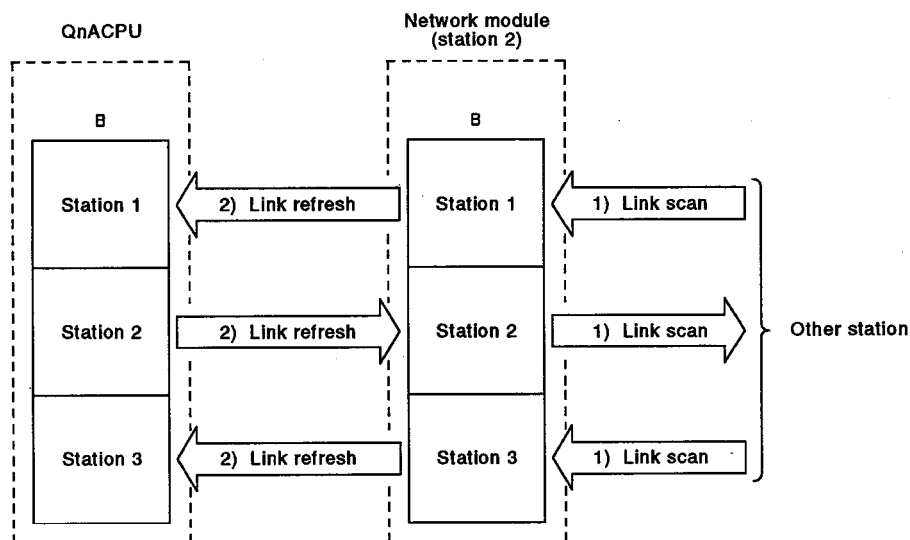 QnACPU
Network module
(station 2)
B
B
Station 1
2) Link refresh
Station 1
1) Link scan
Station 2
2) Link refresh
Station 2
1) Link scan
Other station
Station 3
2) Link refresh
Station 3
1) Link scan